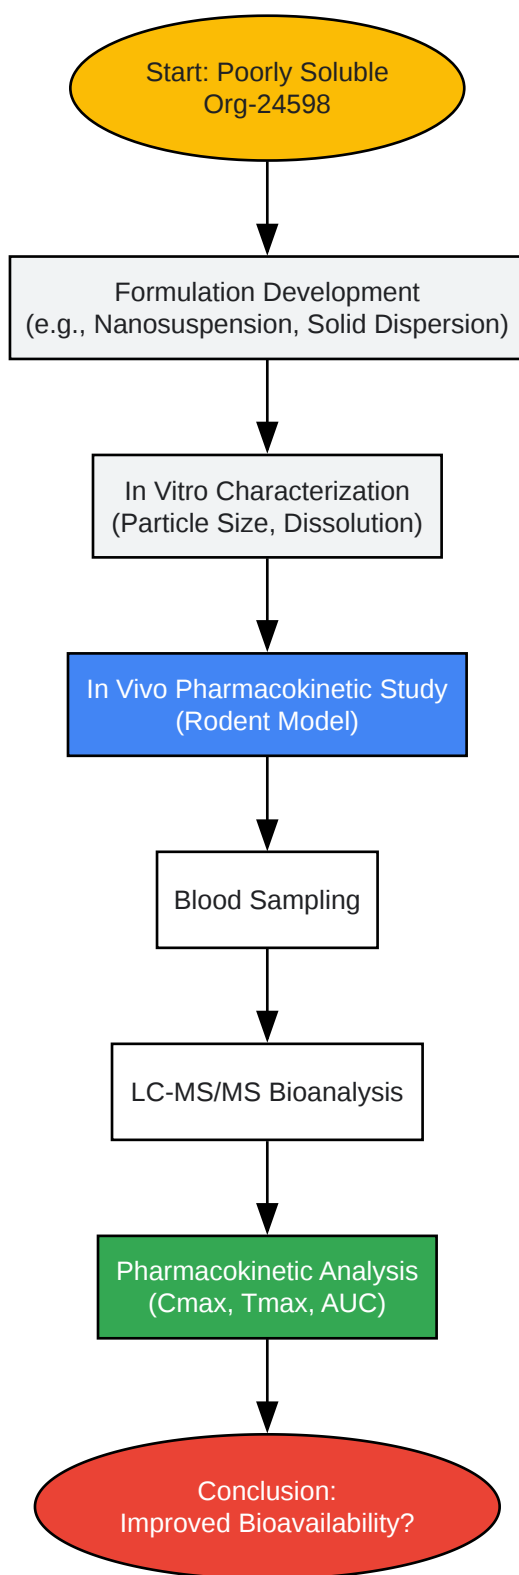 Start: Poorly Soluble
Org-24598
Formulation Development
(e.g., Nanosuspension, Solid Dispersion)
In Vitro Characterization
(Particle Size, Dissolution)
In Vivo Pharmacokinetic Study
(Rodent Model)
Blood Sampling
LC-MS/MS Bioanalysis
Pharmacokinetic Analysis
(Cmax, Tmax, AUC)
Conclusion:
Improved Bioavailability?